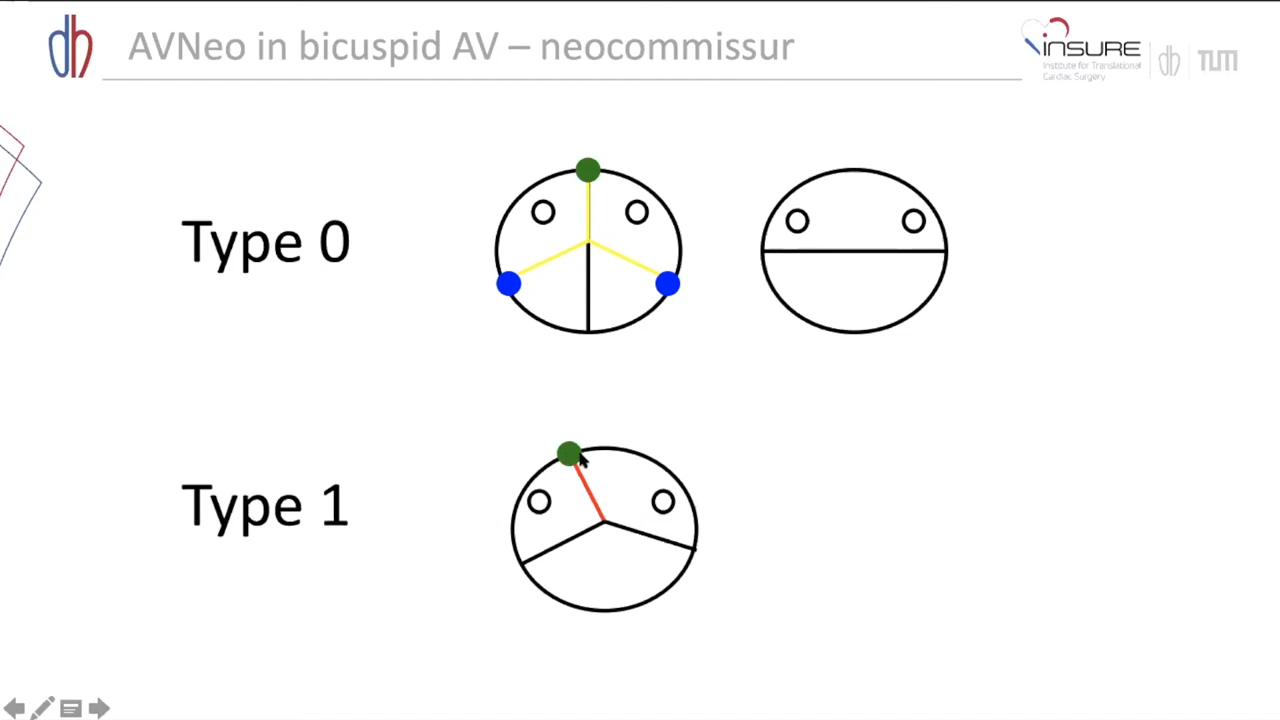 AVNeo in bicuspid AV – neocommissur
INSURE
Institute for Translational
Cardiac Surgery
TUM
Type 0
Type 1